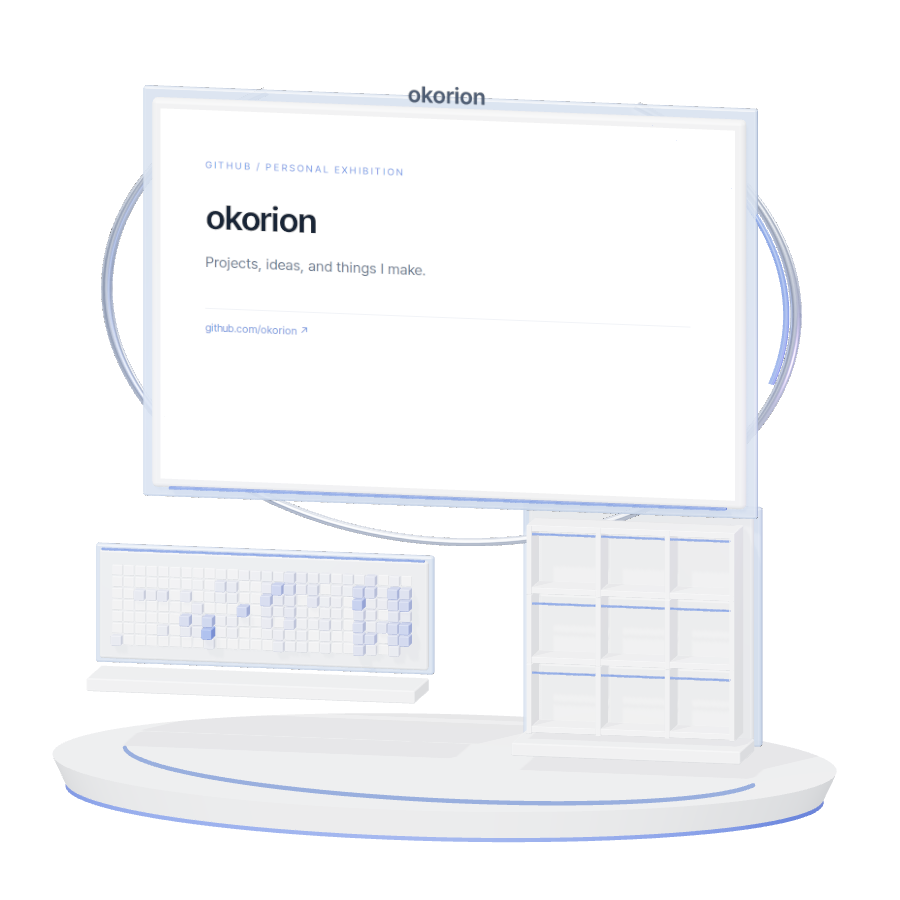 okorion
GITHUB / PERSONAL EXHIBITION
okorion
Projects, ideas, and things I make.
github.com/okorion ↗